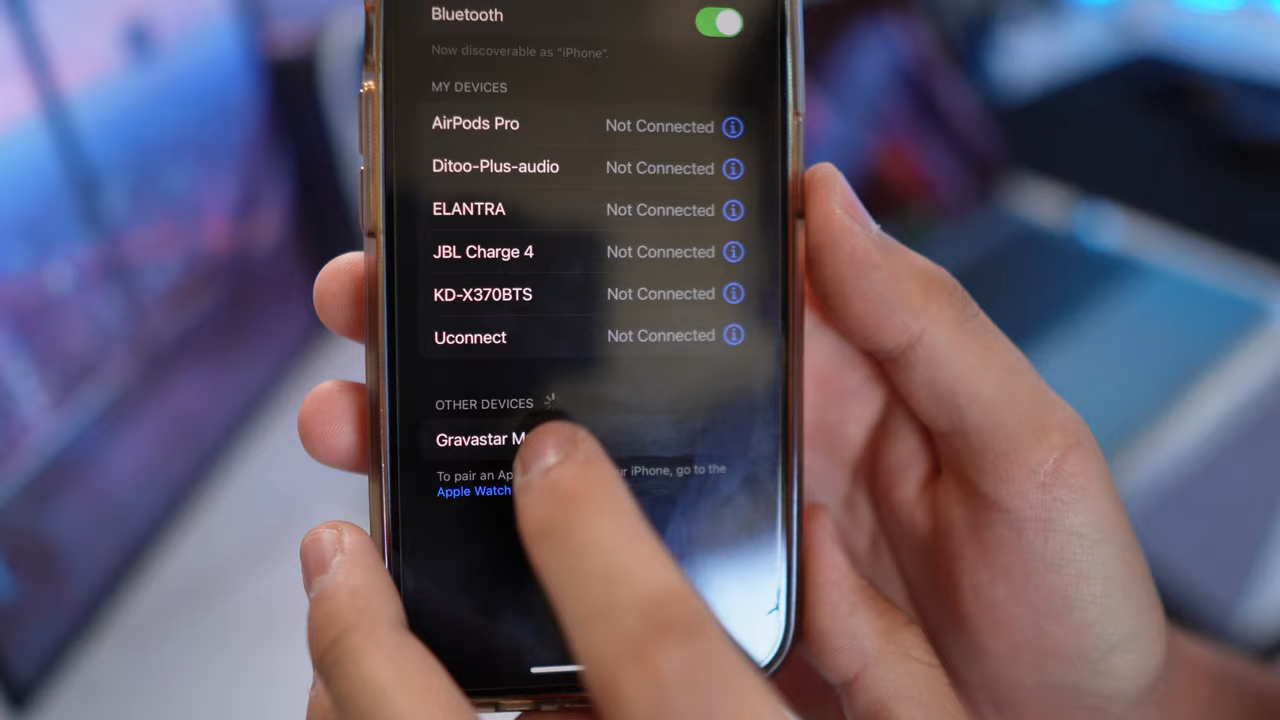 Bluetooth
Now discoverable as "iPhone".
MY DEVICES
AirPods Pro Not Connected
Ditoo-Plus-audio Not Connected
ELANTRA Not Connected
JBL Charge 4 Not Connected
KD-X370BTS Not Connected
Uconnect Not Connected
OTHER DEVICES
Gravastar M
To pair an Ap ur iPhone, go to the
Apple Watch